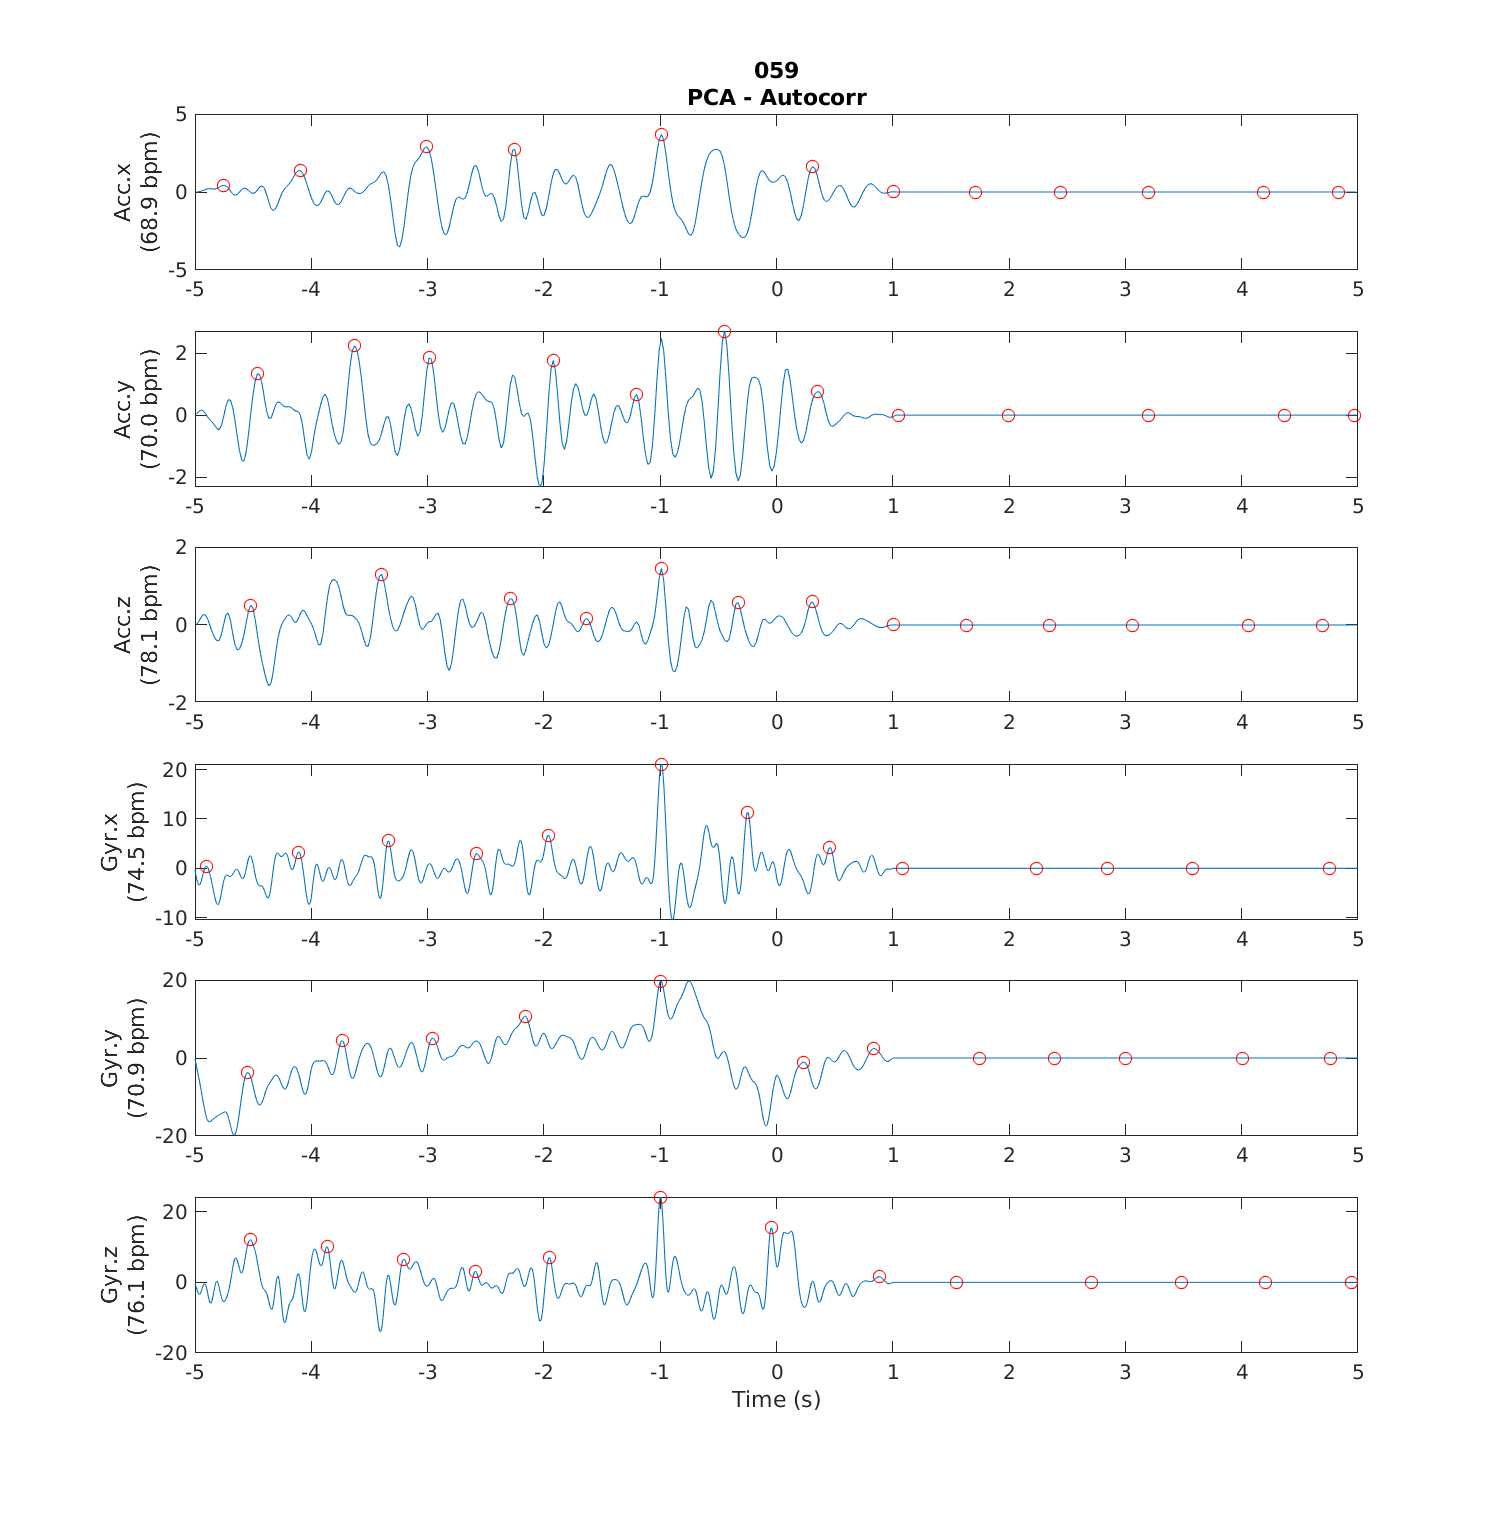 059
PCA - Autocorr
Acc.x
(68.9 bpm)
5
0
-5
-5 -4 -3 -2 -1 0 1 2 3 4 5
Acc.y
(70.0 bpm)
2
0
-2
-5 -4 -3 -2 -1 0 1 2 3 4 5
Acc.z
(78.1 bpm)
2
0
-2
-5 -4 -3 -2 -1 0 1 2 3 4 5
Gyr.x
(74.5 bpm)
20
10
0
-10
-5 -4 -3 -2 -1 0 1 2 3 4 5
Gyr.y
(70.9 bpm)
20
0
-20
-5 -4 -3 -2 -1 0 1 2 3 4 5
Gyr.z
(76.1 bpm)
20
0
-20
-5 -4 -3 -2 -1 0 1 2 3 4 5
Time (s)